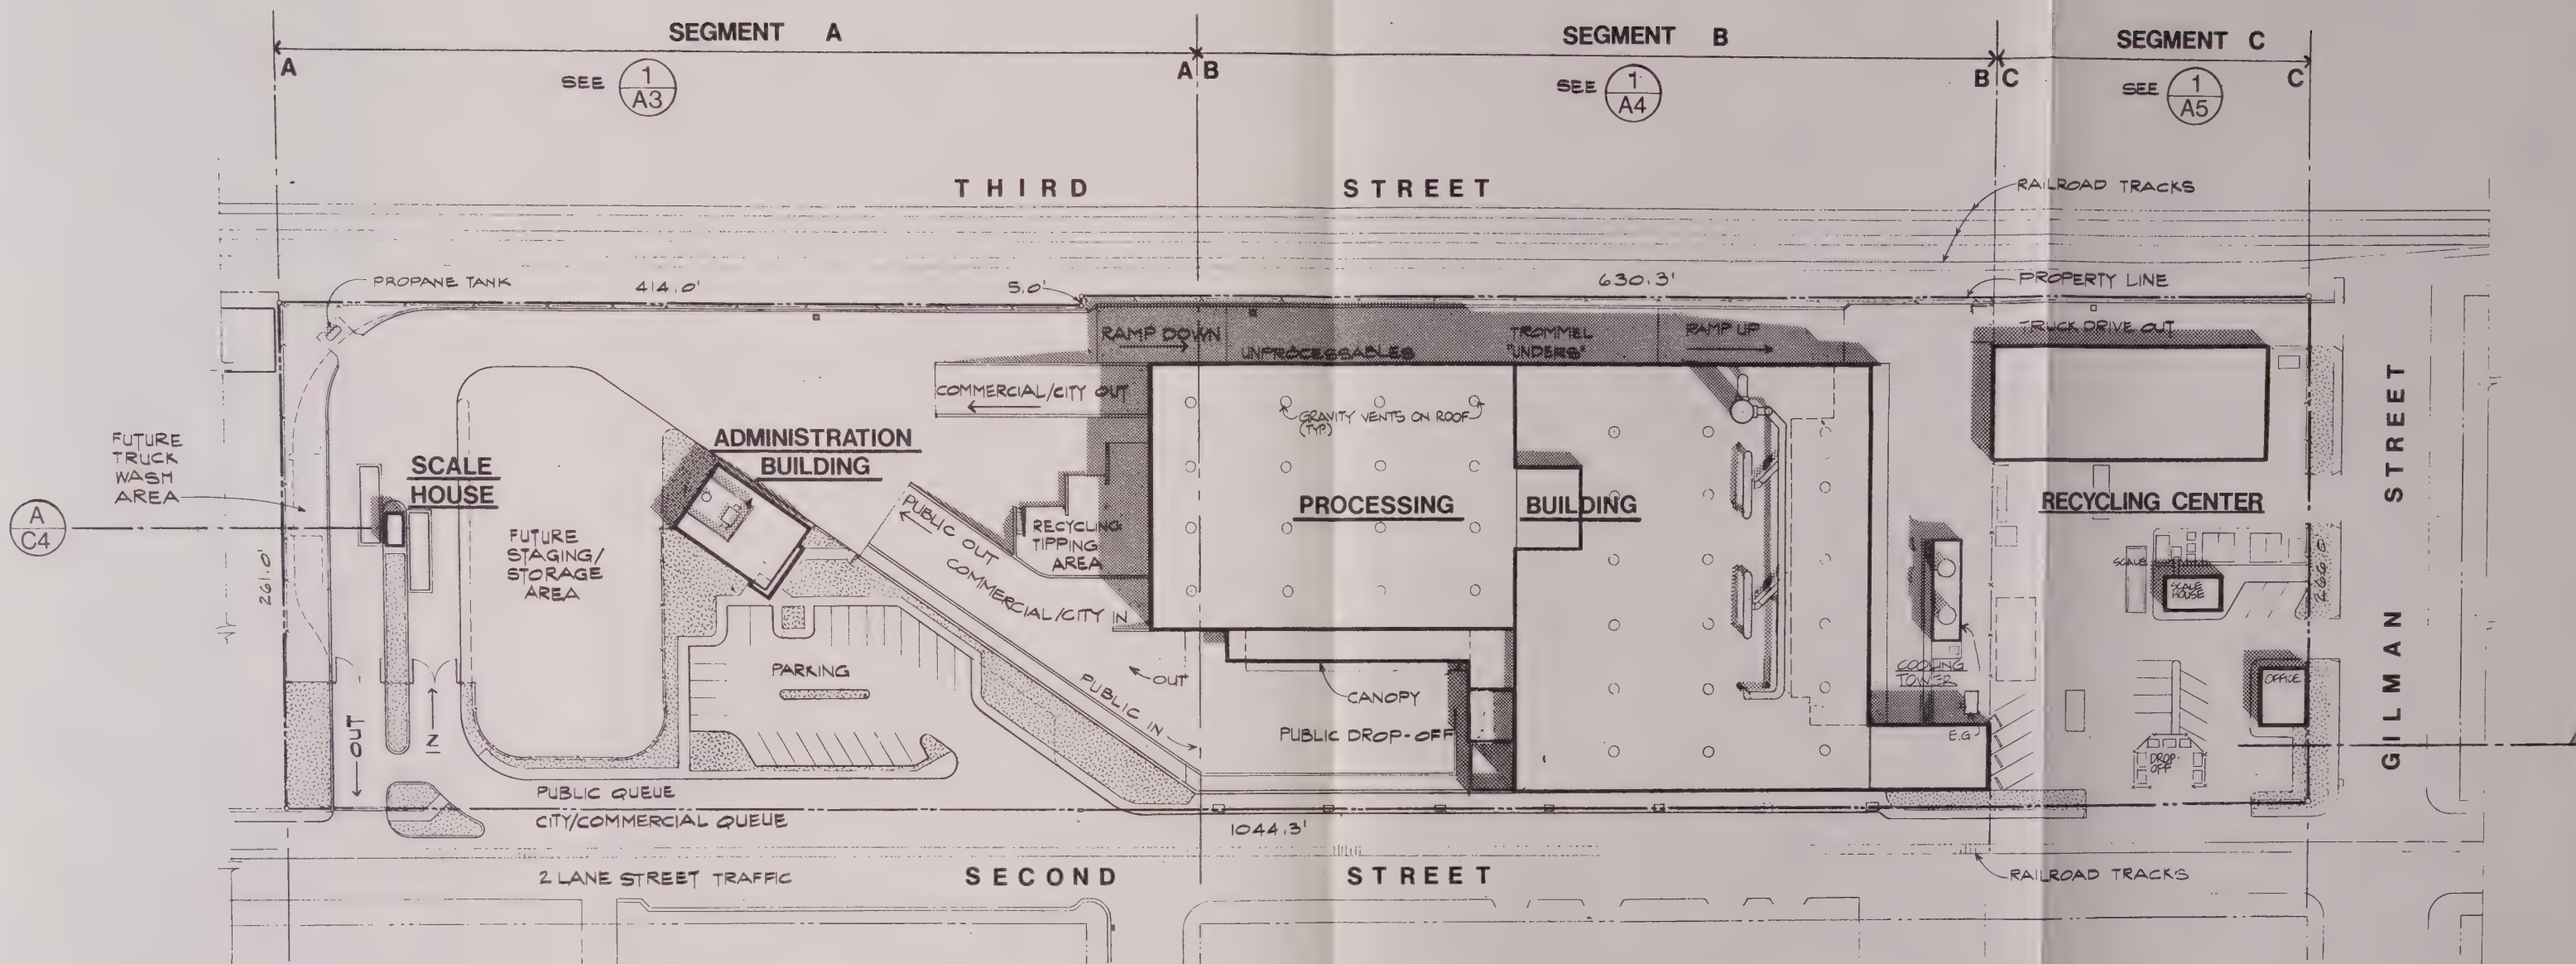 SEGMENT A
SEGMENT B
SEGMENT C
A
A B
B C
C
SEE 1 A3
SEE 1 A4
SEE 1 A5
THIRD STREET
RAILROAD TRACKS
PROPANE TANK
414.0'
5.0'
630.3'
PROPERTY LINE
RAMP DOWN
UNPROCESSABLES
TROMMEL
"UNDERS"
RAMP UP
TRUCK DRIVE OUT
COMMERCIAL/CITY OUT
GRAVITY VENTS ON ROOF
(TYP.)
FUTURE
TRUCK
WASH
AREA
SCALE
HOUSE
ADMINISTRATION
BUILDING
A
C4
FUTURE
STAGING/
STORAGE
AREA
PUBLIC OUT
COMMERCIAL/CITY IN
RECYCLING
TIPPING
AREA
PROCESSING BUILDING
RECYCLING CENTER
261.0'
SCALE
SCALE
HOUSE
266.0'
GILMAN STREET
PARKING
OUT
CANOPY
PUBLIC IN
PUBLIC DROP-OFF
COOLING
TOWER
E.G.
OFFICE
DROP-
OFF
OUT
IN
PUBLIC QUEUE
CITY/COMMERCIAL QUEUE
1044.3'
2 LANE STREET TRAFFIC
SECOND STREET
RAILROAD TRACKS